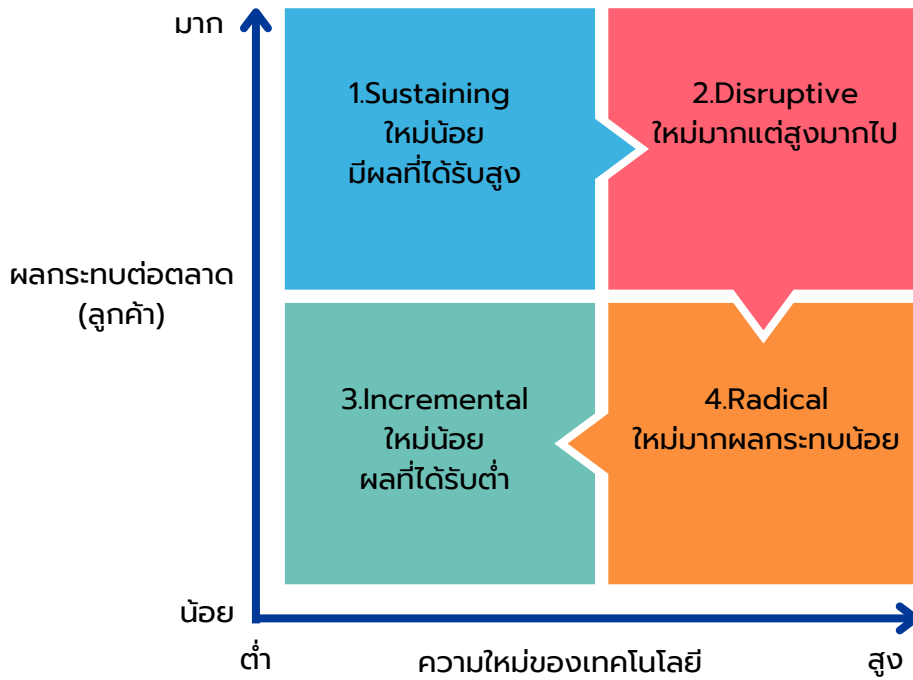 มาก
1.Sustaining
ใหม่น้อย
มีผลที่ได้รับสูง
2.Disruptive
ใหม่มากแต่สูงมากไป
ผลกระทบต่อตลาด
(ลูกค้า)
3.Incremental
ใหม่น้อย
ผลที่ได้รับต่ำ
4.Radical
ใหม่มากผลกระทบน้อย
น้อย
ต่ำ
ความใหม่ของเทคโนโลยี
สูง